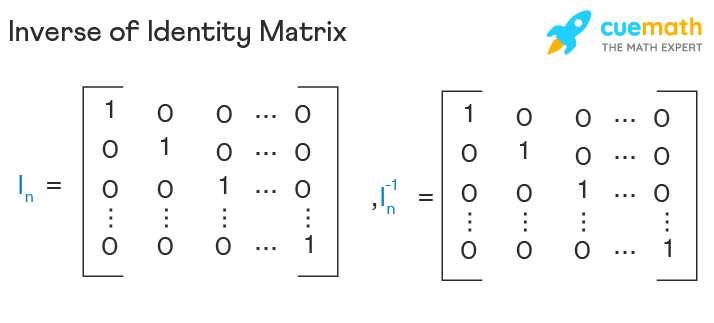 Inverse of Identity Matrix
cuemath
THE MATH EXPERT
1 0 0 ... 0
0 1 0 ... 0
Iₙ = 0 0 1 ... 0
⋮ ⋮ ⋮ ⋮
0 0 0 ... 1
1 0 0 ... 0
0 1 0 ... 0
,Iₙ⁻¹ = 0 0 1 ... 0
⋮ ⋮ ⋮ ⋮
0 0 0 ... 1